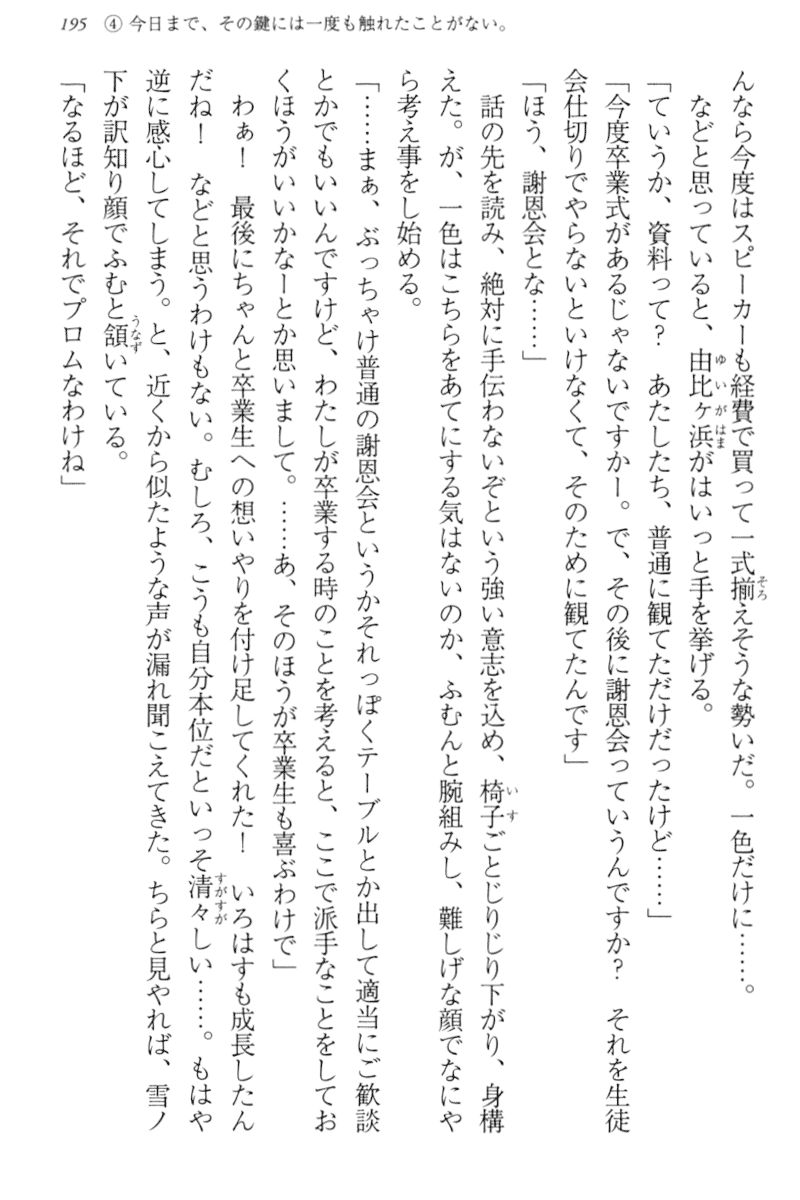 195 ④ 今日まで、その鍵には一度も触れたことがない。
んなら今度はスピーカーも経費で買って一式揃えそうな勢いだ。一色だけに……。
などと思っていると、由比ヶ浜がはいっと手を挙げる。
「ていうか、資料って? あたしたち、普通に観てただけだったけど……」
「今度卒業式があるじゃないですかー。で、その後に謝恩会っていうんですか? それを生徒
会仕切りでやらないといけなくて、そのために観てたんです」
「ほう、謝恩会とな……」
話の先を読み、絶対に手伝わないぞという強い意志を込め、椅子ごとじりじり下がり、身構
えた。が、一色はこちらをあてにする気はないのか、ふむんと腕組みし、難しげな顔でなにや
ら考え事をし始める。
「……まぁ、ぶっちゃけ普通の謝恩会というかそれっぽくテーブルとか出して適当にご歓談
とかでもいいんですけど、わたしが卒業する時のことを考えると、ここで派手なことをしてお
くほうがいいかなーとか思いまして。……あ、そのほうが卒業生も喜ぶわけで」
わぁ! 最後にちゃんと卒業生への想いやりを付け足してくれた! いろはすも成長したん
だね! などと思うわけもない。むしろ、こうも自分本位だといっそ清々しい……。もはや
逆に感心してしまう。と、近くから似たような声が漏れ聞こえてきた。ちらと見やれば、雪ノ
下が訳知り顔でふむと頷いている。
「なるほど、それでプロムなわけね」